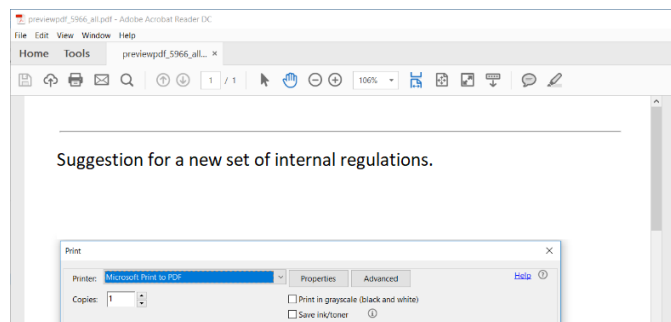 previewpdf_5966_all.pdf - Adobe Acrobat Reader DC
File Edit View Window Help
Home Tools previewpdf_5966_all... ×
1 / 1 106%
Suggestion for a new set of internal regulations.
Print
Printer: Microsoft Print to PDF Properties Advanced Help
Copies: 1 Print in grayscale (black and white)
Save ink/toner